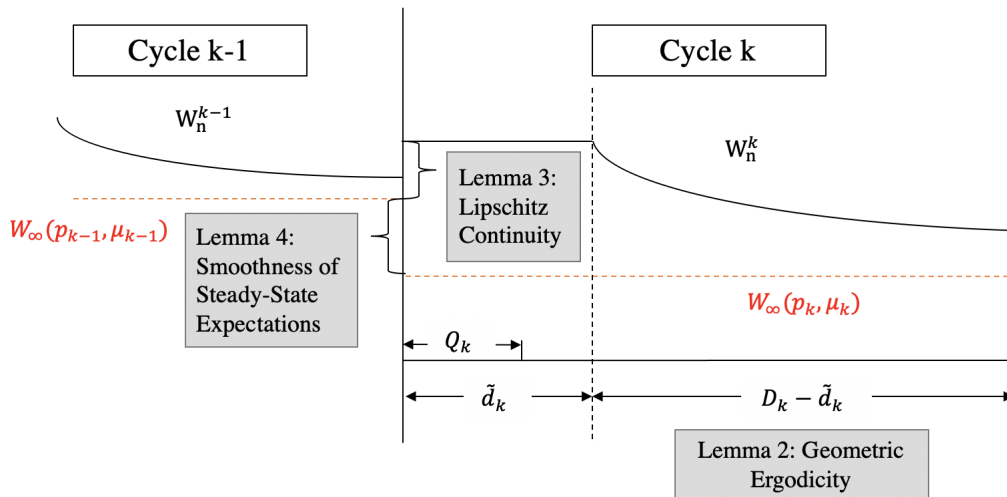 Cycle k-1
Cycle k
W_n^{k-1}
W_n^k
Lemma 3:
Lipschitz
Continuity
W_∞(p_{k-1}, μ_{k-1})
Lemma 4:
Smoothness of
Steady-State
Expectations
W_∞(p_k, μ_k)
Q_k
d̃_k
D_k − d̃_k
Lemma 2: Geometric
Ergodicity